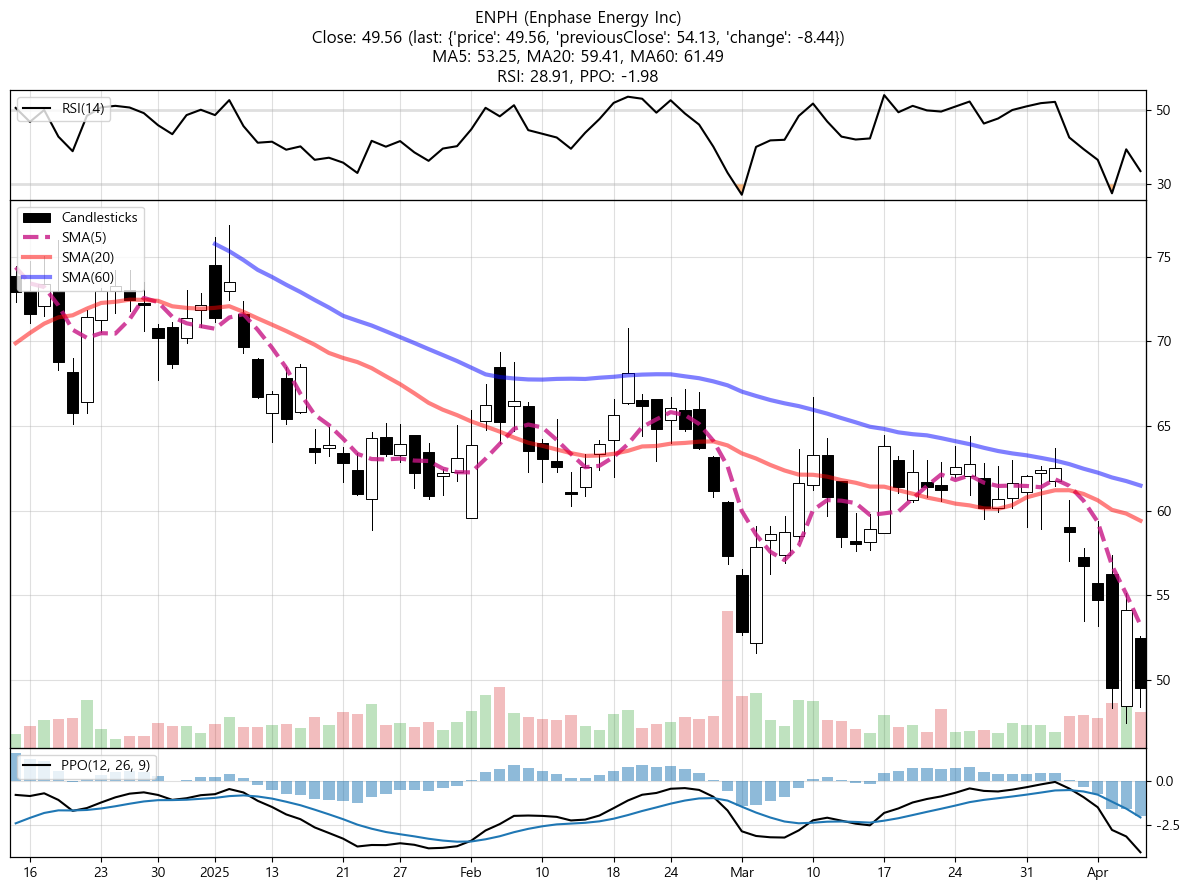 ENPH (Enphase Energy Inc)
Close: 49.56 (last: {'price': 49.56, 'previousClose': 54.13, 'change': -8.44})
MA5: 53.25, MA20: 59.41, MA60: 61.49
RSI: 28.91, PPO: -1.98
RSI(14)
50
30
Candlesticks
SMA(5)
SMA(20)
SMA(60)
75
70
65
60
55
50
PPO(12, 26, 9)
0.0
−2.5
16 23 30 2025 13 21 27 Feb 10 18 24 Mar 10 17 24 31 Apr